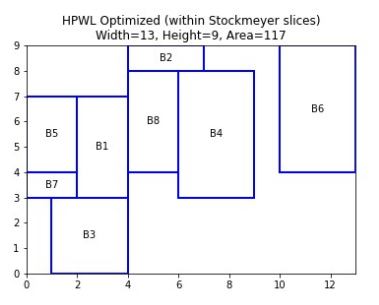 HPWL Optimized (within Stockmeyer slices)
Width=13, Height=9, Area=117
9
8
7
6
5
4
3
2
1
0
B2
B6
B5
B8
B4
B1
B7
B3
0 2 4 6 8 10 12